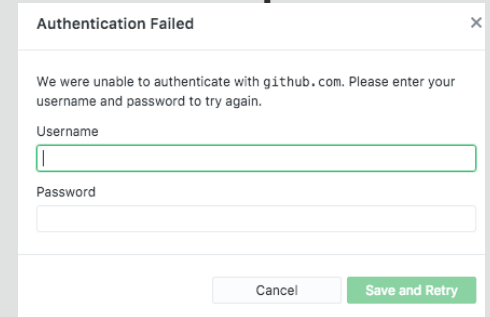 Authentication Failed
We were unable to authenticate with github.com. Please enter your
username and password to try again.
Username
Password
Cancel
Save and Retry